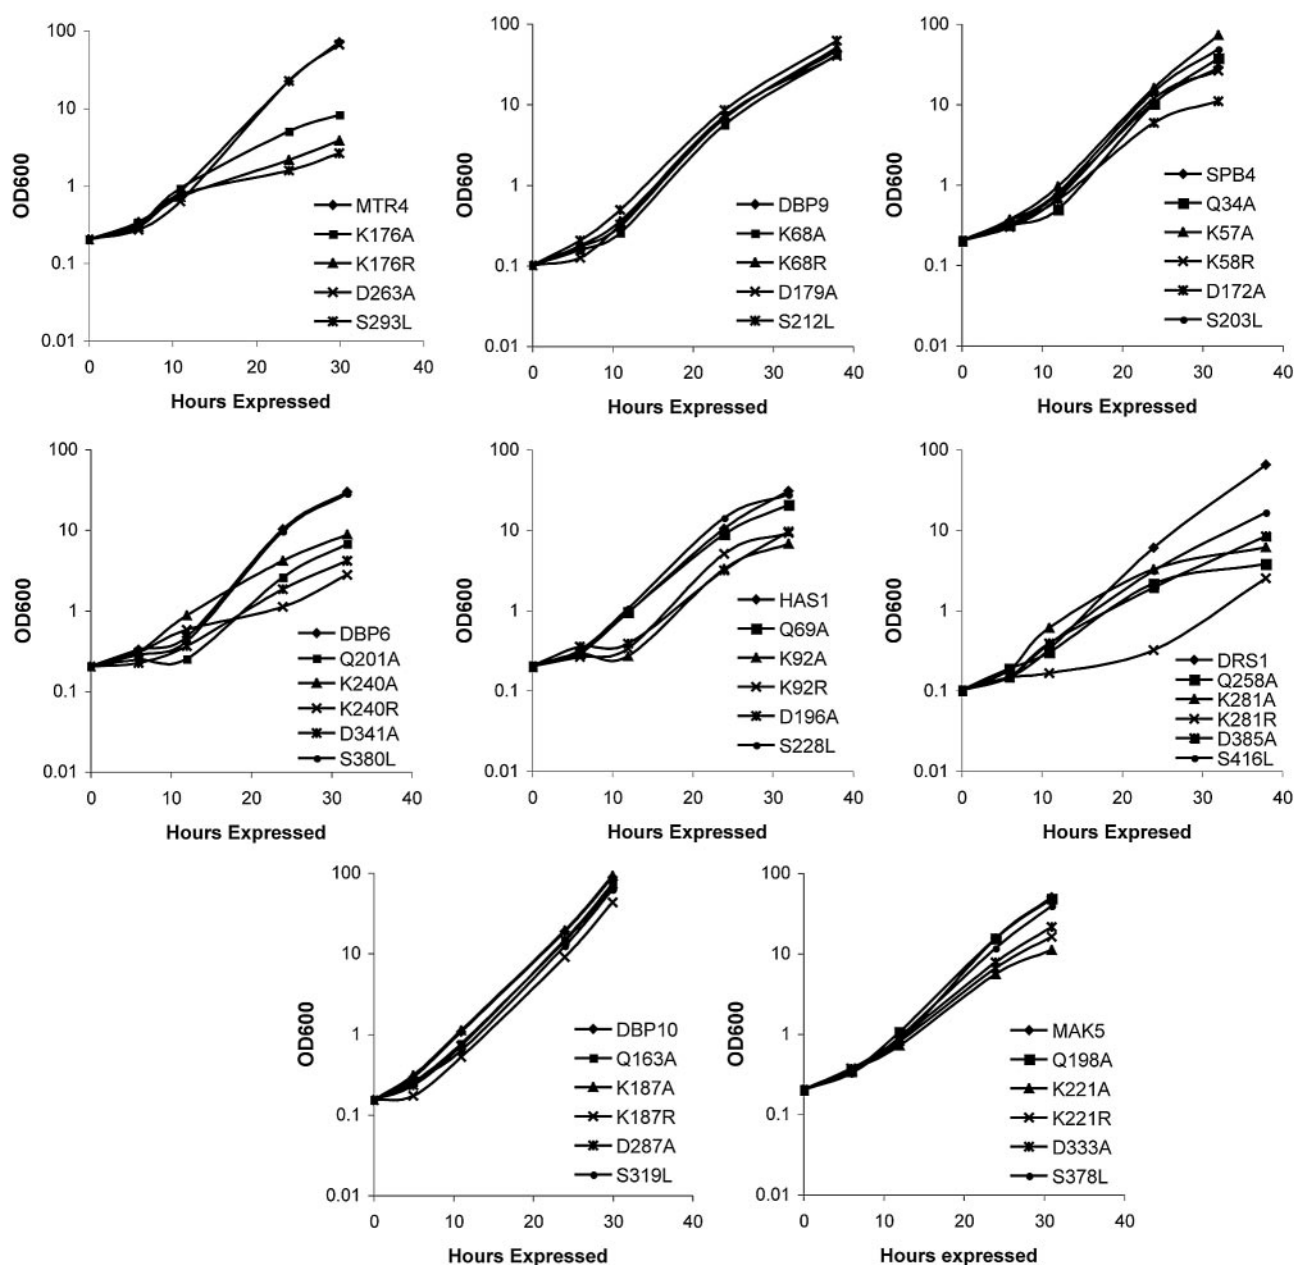 100
10
1
0.1
0.01
OD600
0 10 20 30 40
Hours Expressed
MTR4
K176A
K176R
D263A
S293L
100
10
1
0.1
0.01
OD600
0 10 20 30 40
Hours Expressed
DBP9
K68A
K68R
D179A
S212L
100
10
1
0.1
0.01
OD600
0 10 20 30 40
Hours Expressed
SPB4
Q34A
K57A
K58R
D172A
S203L
100
10
1
0.1
0.01
OD600
0 10 20 30 40
Hours Expressed
DBP6
Q201A
K240A
K240R
D341A
S380L
100
10
1
0.1
0.01
OD600
0 10 20 30 40
Hours Expressed
HAS1
Q69A
K92A
K92R
D196A
S228L
100
10
1
0.1
0.01
OD600
0 10 20 30 40
Hours Expressed
DRS1
Q258A
K281A
K281R
D385A
S416L
100
10
1
0.1
0.01
OD600
0 10 20 30 40
Hours Expressed
DBP10
Q163A
K187A
K187R
D287A
S319L
100
10
1
0.1
0.01
OD600
0 10 20 30 40
Hours expressed
MAK5
Q198A
K221A
K221R
D333A
S378L